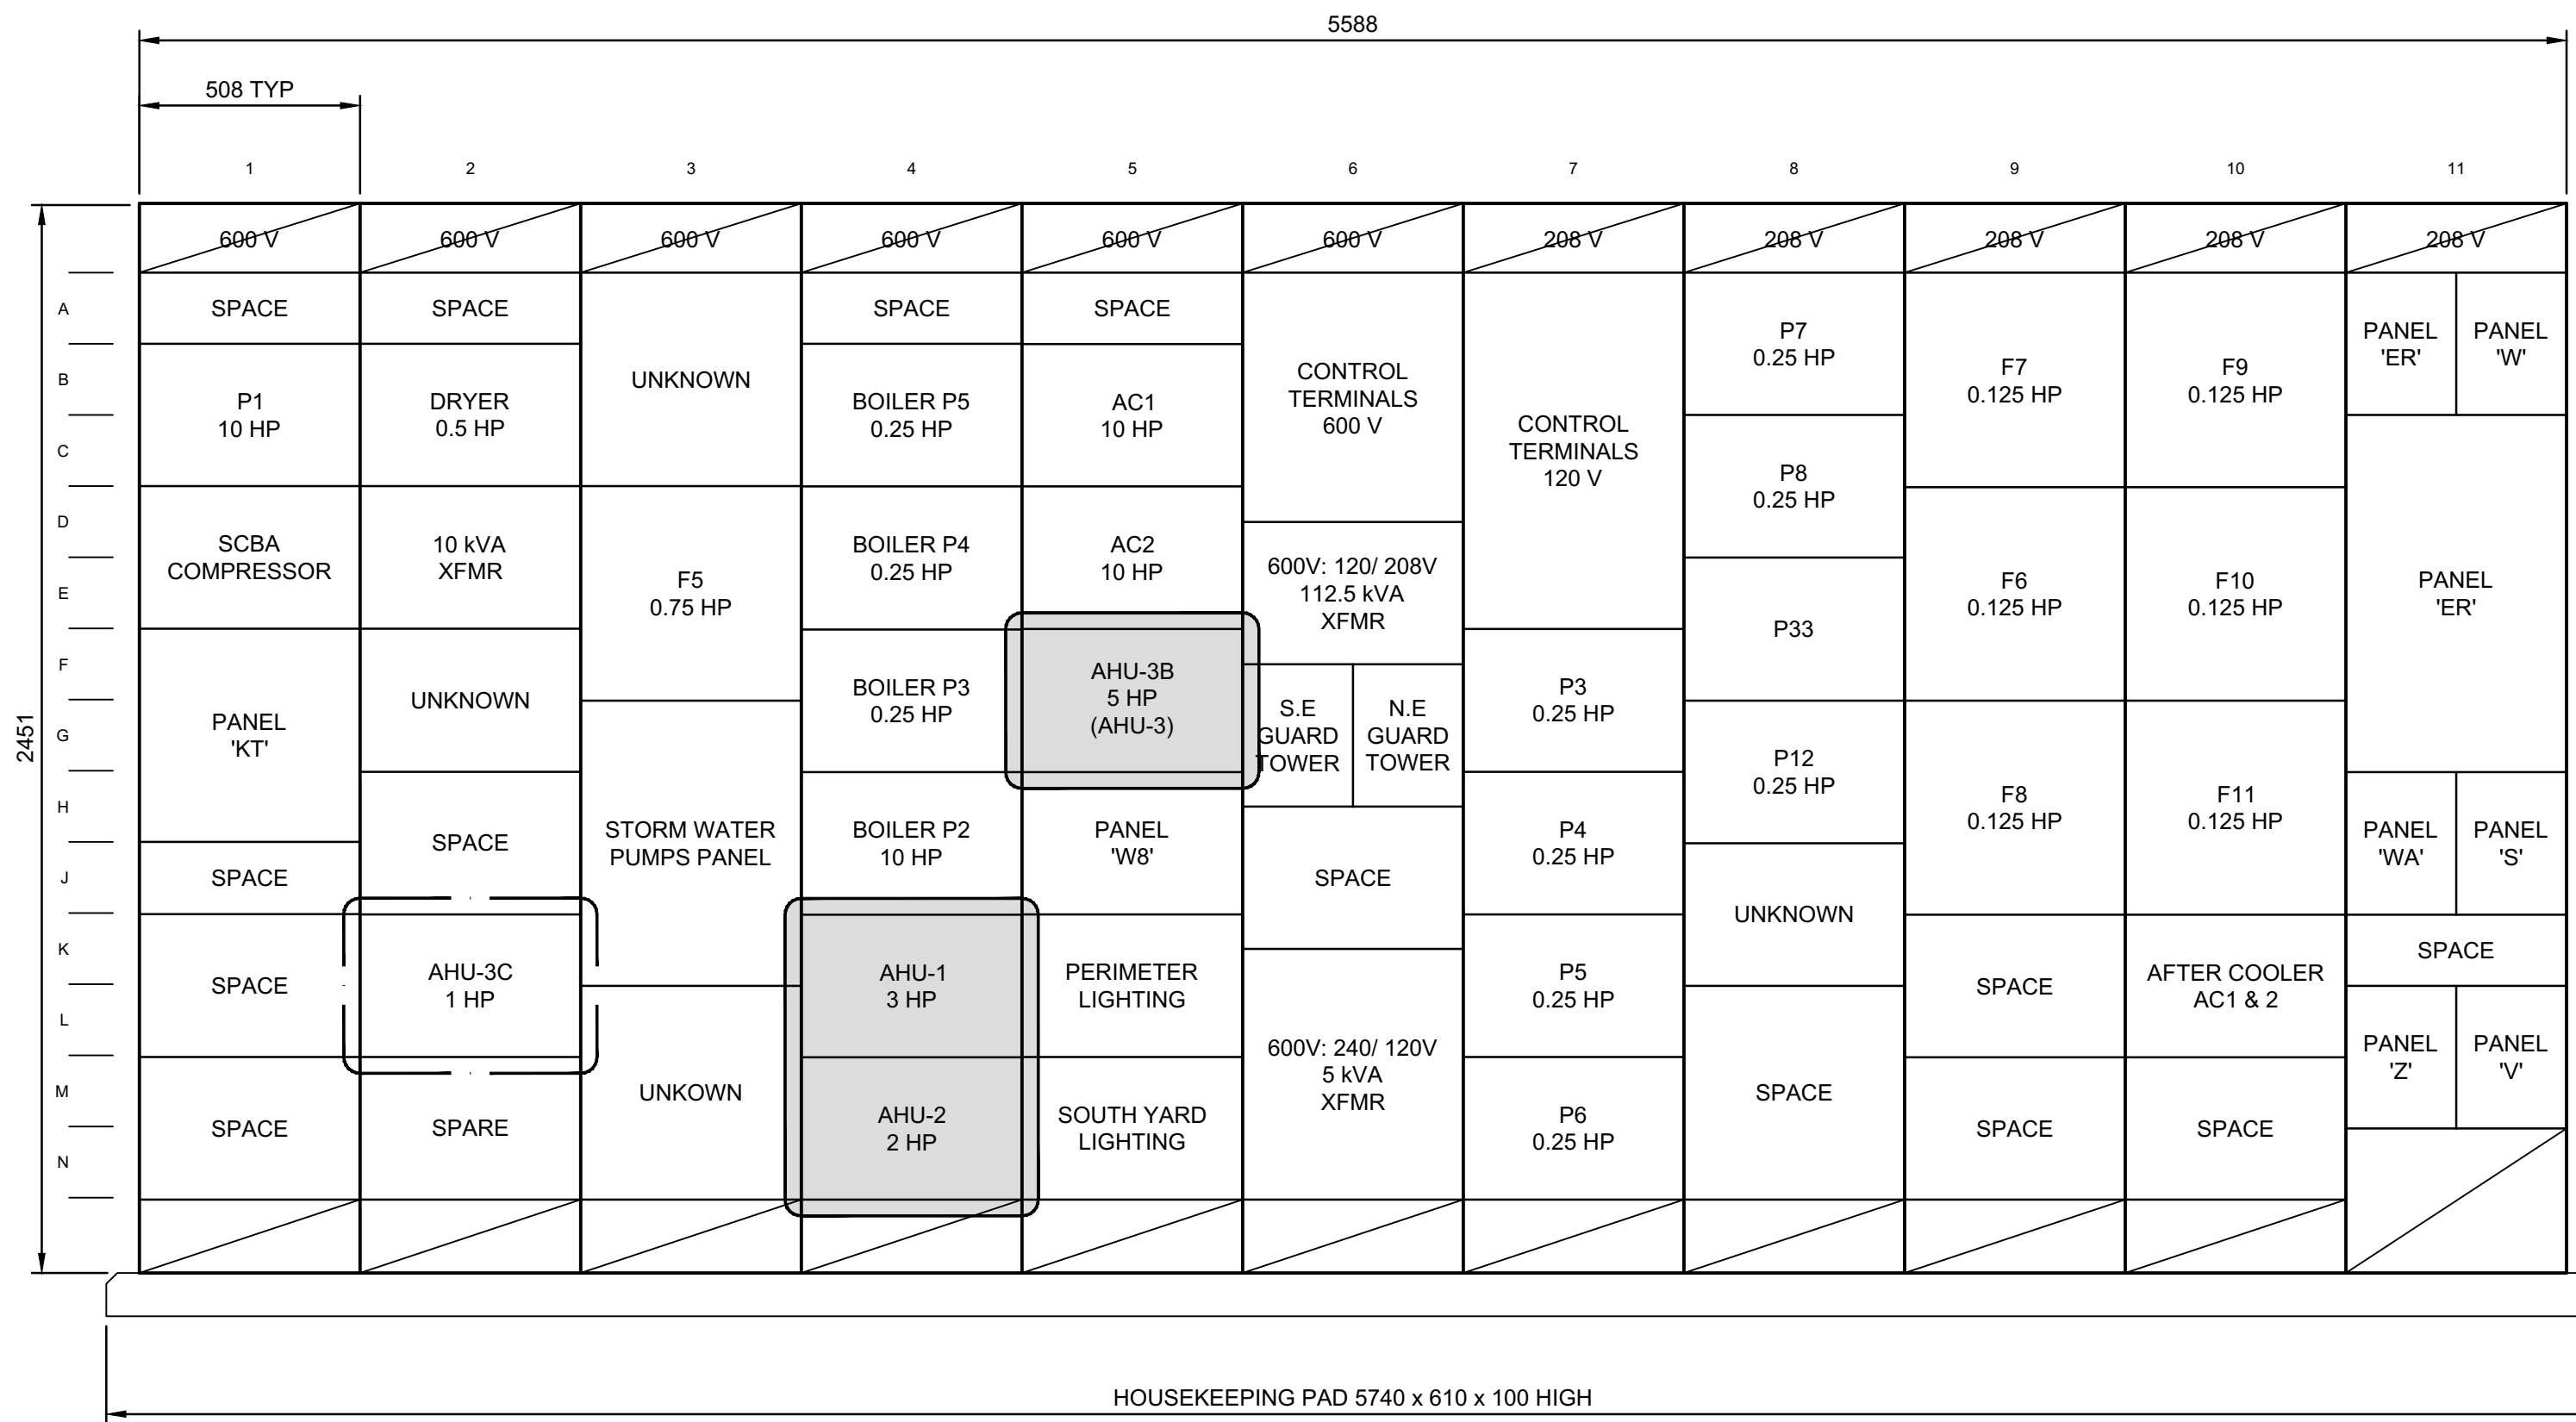 5588
508 TYP
1 2 3 4 5 6 7 8 9 10 11
600 V 600 V 600 V 600 V 600 V 600 V 208 V 208 V 208 V 208 V 208 V
2451
A
B
C
D
E
F
G
H
J
K
L
M
N
SPACE
P1
10 HP
SCBA
COMPRESSOR
PANEL
'KT'
SPACE
SPACE
SPACE
SPACE
DRYER
0.5 HP
10 kVA
XFMR
UNKNOWN
SPACE
AHU-3C
1 HP
SPARE
UNKNOWN
F5
0.75 HP
STORM WATER
PUMPS PANEL
UNKOWN
SPACE
BOILER P5
0.25 HP
BOILER P4
0.25 HP
BOILER P3
0.25 HP
BOILER P2
10 HP
AHU-1
3 HP
AHU-2
2 HP
SPACE
AC1
10 HP
AC2
10 HP
AHU-3B
5 HP
(AHU-3)
PANEL
'W8'
PERIMETER
LIGHTING
SOUTH YARD
LIGHTING
CONTROL
TERMINALS
600 V
600V: 120/ 208V
112.5 kVA
XFMR
S.E
GUARD
TOWER
N.E
GUARD
TOWER
SPACE
600V: 240/ 120V
5 kVA
XFMR
CONTROL
TERMINALS
120 V
P3
0.25 HP
P4
0.25 HP
P5
0.25 HP
P6
0.25 HP
P7
0.25 HP
P8
0.25 HP
P33
P12
0.25 HP
UNKNOWN
SPACE
F7
0.125 HP
F6
0.125 HP
F8
0.125 HP
SPACE
SPACE
F9
0.125 HP
F10
0.125 HP
F11
0.125 HP
AFTER COOLER
AC1 & 2
SPACE
PANEL
'ER'
PANEL
'W'
PANEL
'ER'
PANEL
'WA'
PANEL
'S'
SPACE
PANEL
'Z'
PANEL
'V'
HOUSEKEEPING PAD 5740 x 610 x 100 HIGH